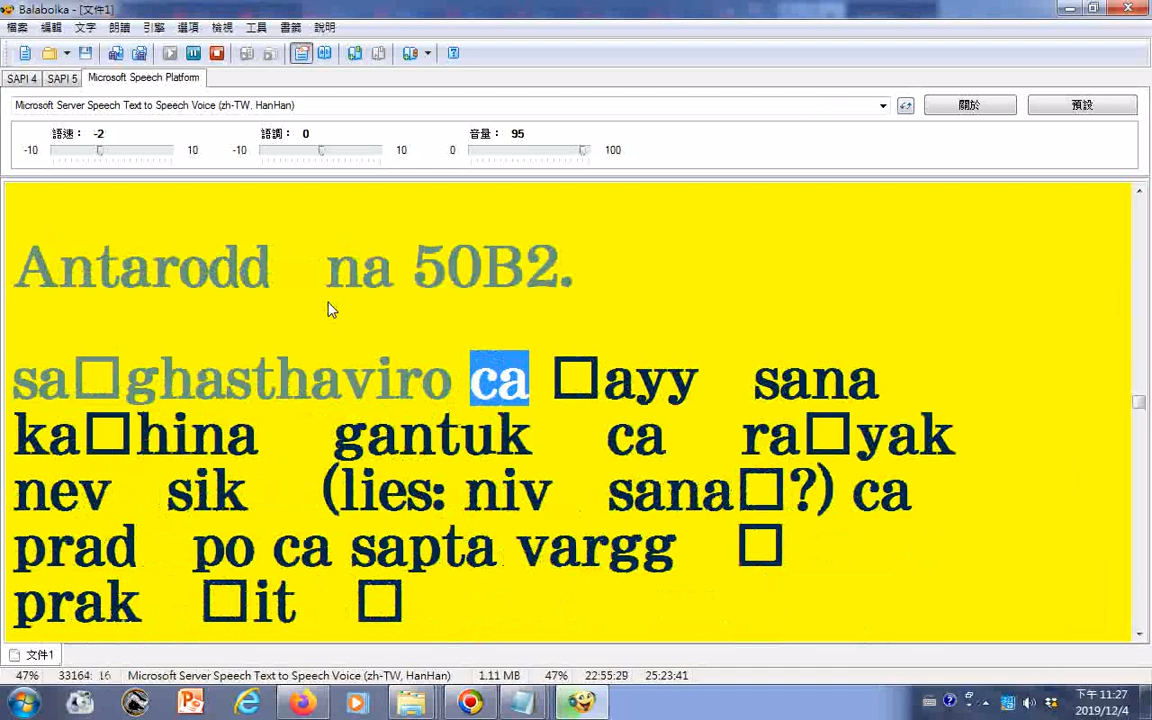 Balabolka - [文件1]
檔案 編輯 文字 朗讀 引擎 選項 檢視 工具 書籤 說明
SAPI 4 SAPI 5 Microsoft Speech Platform
Microsoft Server Speech Text to Speech Voice (zh-TW, HanHan) 關於 預設
語速： -2 語調： 0 音量： 95
-10 10 -10 10 0 100
Antarodd na 50B2.
sa□ghasthaviro ca □ayy sana
ka□hina gantuk ca ra□yak
nev sik (lies: niv sana□?) ca
prad po ca sapta vargg □
prak □it □
文件1
47% 33164: 16 Microsoft Server Speech Text to Speech Voice (zh-TW, HanHan) 1.11 MB 47% 22:55:29 25:23:41
下午 11:27
2019/12/4